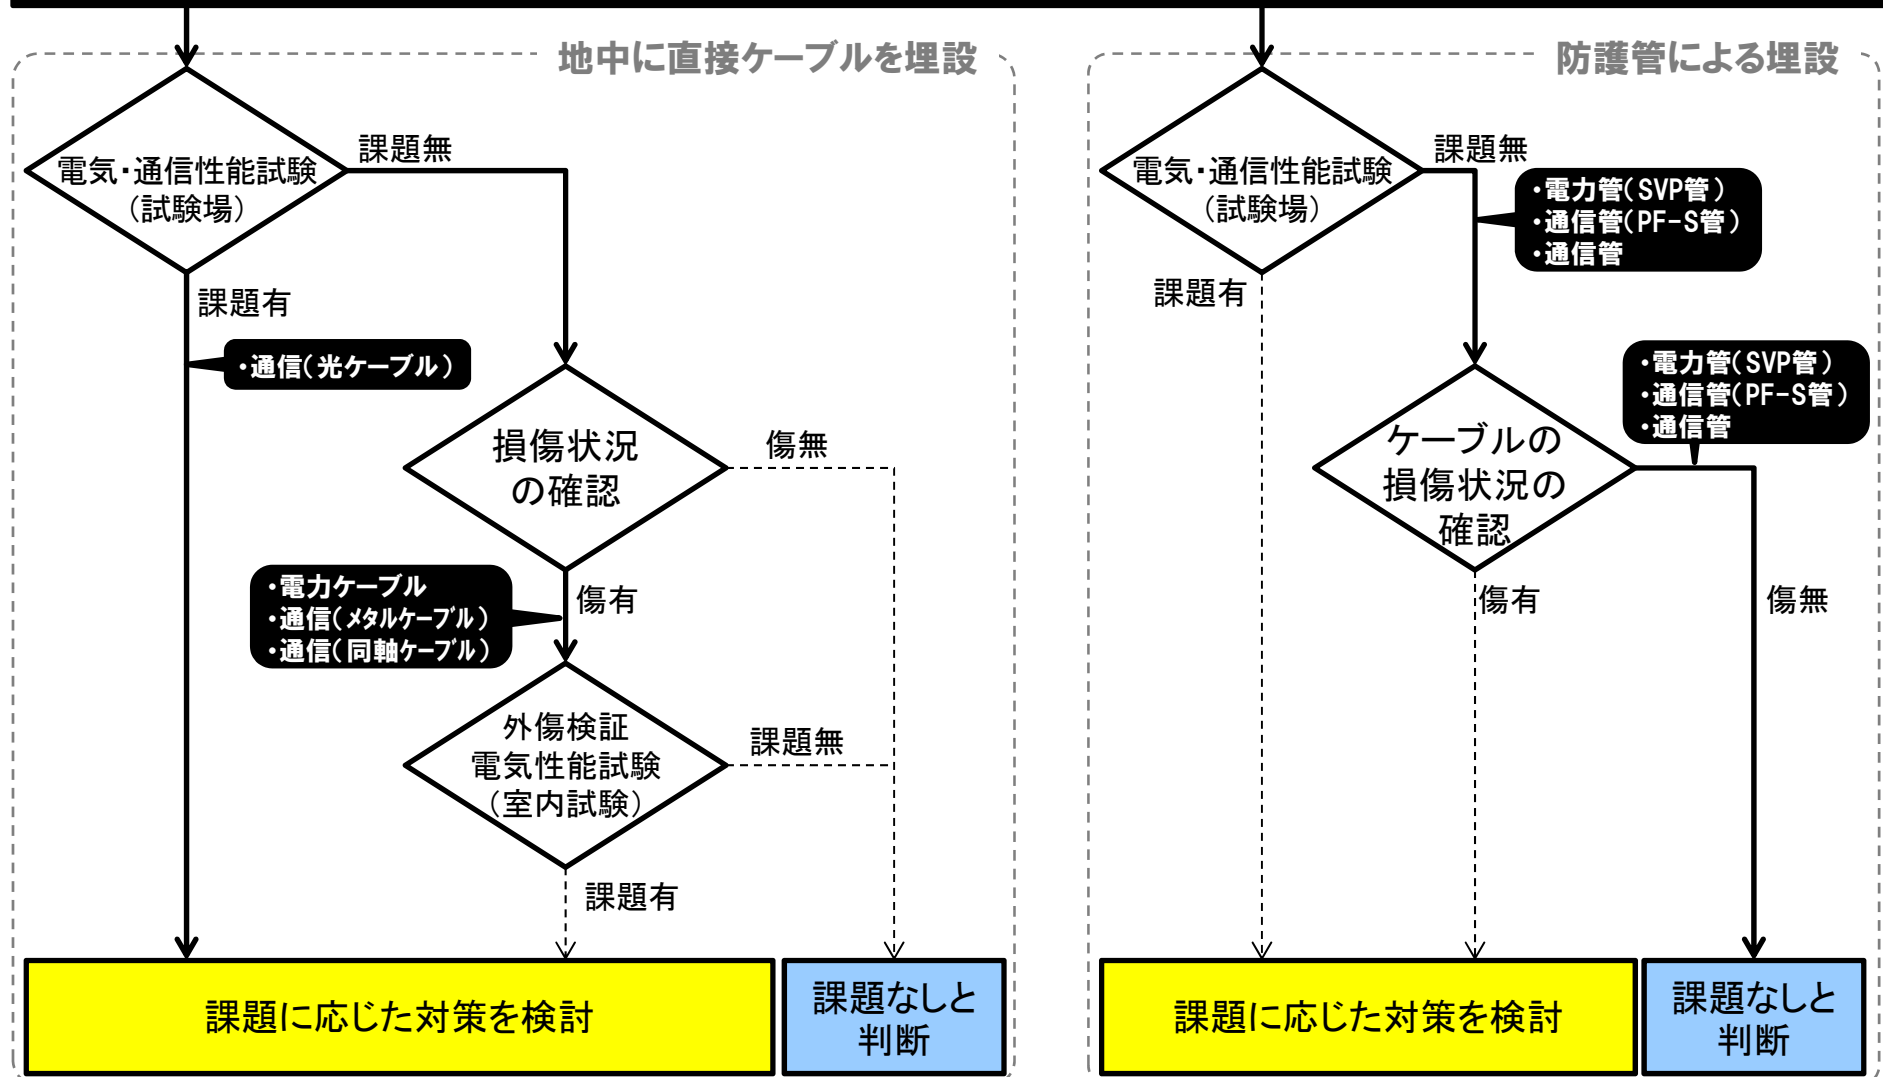 地中に直接ケーブルを埋設
電気・通信性能試験
(試験場)
課題無
課題有
・通信(光ケーブル)
損傷状況
の確認
傷無
・電力ケーブル
・通信(メタルケーブル)
・通信(同軸ケーブル)
傷有
外傷検証
電気性能試験
(室内試験)
課題無
課題有
課題に応じた対策を検討
課題なしと
判断
防護管による埋設
電気・通信性能試験
(試験場)
課題無
・電力管(SVP管)
・通信管(PF-S管)
・通信管
課題有
・電力管(SVP管)
・通信管(PF-S管)
・通信管
ケーブルの
損傷状況の
確認
傷有
傷無
課題に応じた対策を検討
課題なしと
判断